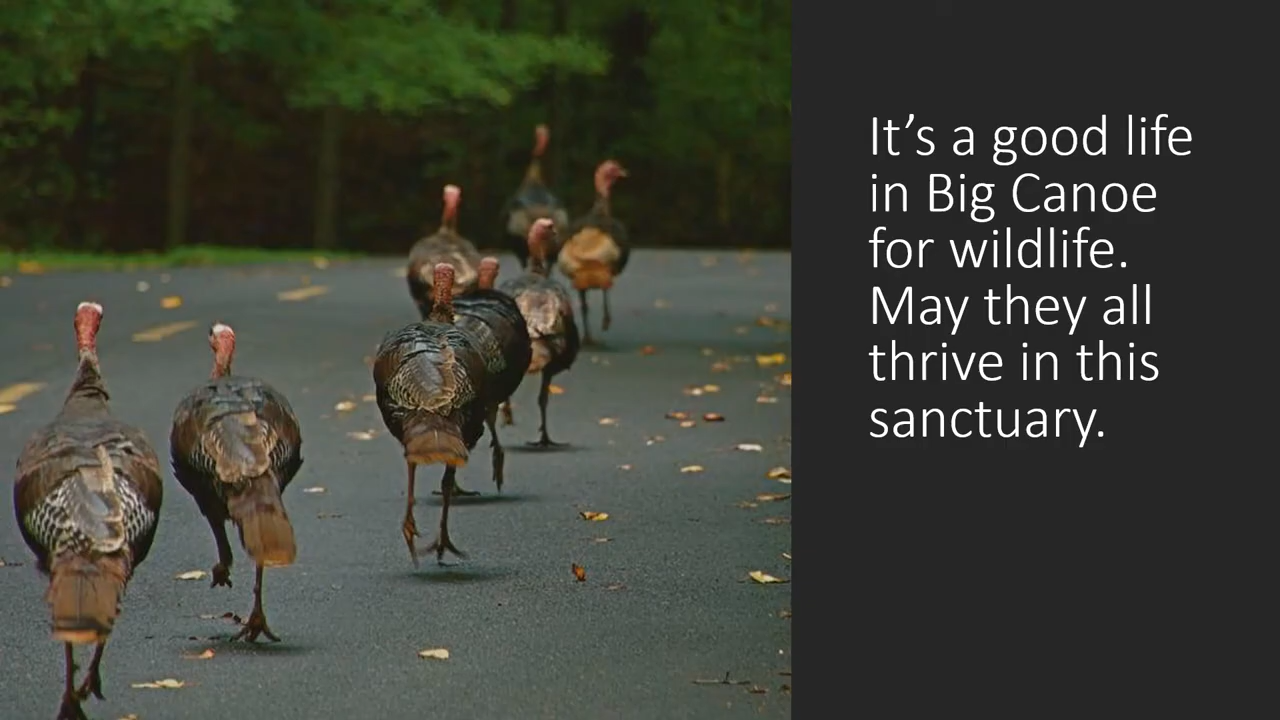 It’s a good life
in Big Canoe
for wildlife.
May they all
thrive in this
sanctuary.